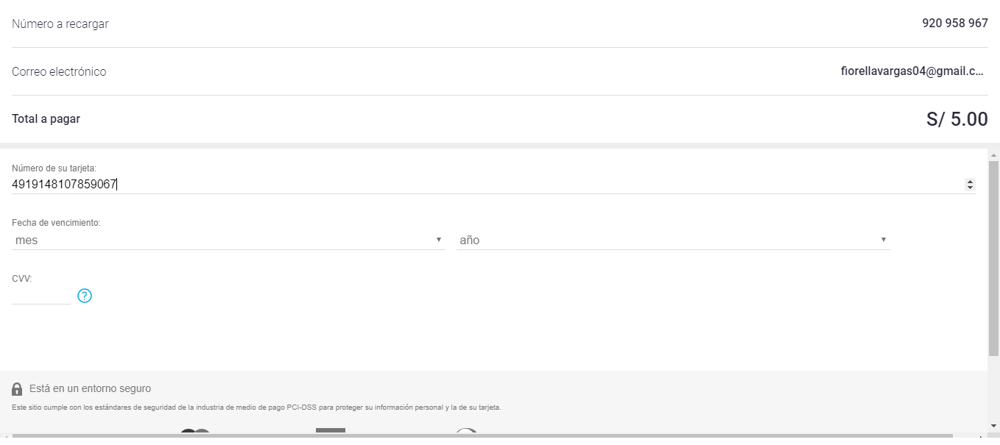 Número a recargar 920 958 967
Correo electrónico fiorellavargas04@gmail.c...
Total a pagar S/ 5.00
Número de su tarjeta:
4919148107859067
Fecha de vencimiento:
mes año
CVV:
?
Está en un entorno seguro
Este sitio cumple con los estándares de seguridad de la industria de medio de pago PCI-DSS para proteger su información personal y la de su tarjeta.